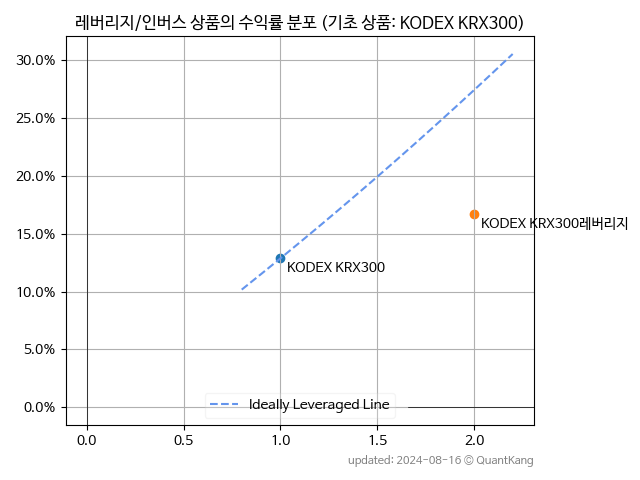 레버리지/인버스 상품의 수익률 분포 (기초 상품: KODEX KRX300)
30.0%
25.0%
20.0%
15.0%
10.0%
5.0%
0.0%
KODEX KRX300레버리지
KODEX KRX300
Ideally Leveraged Line
0.0 0.5 1.0 1.5 2.0
updated: 2024-08-16 © QuantKang